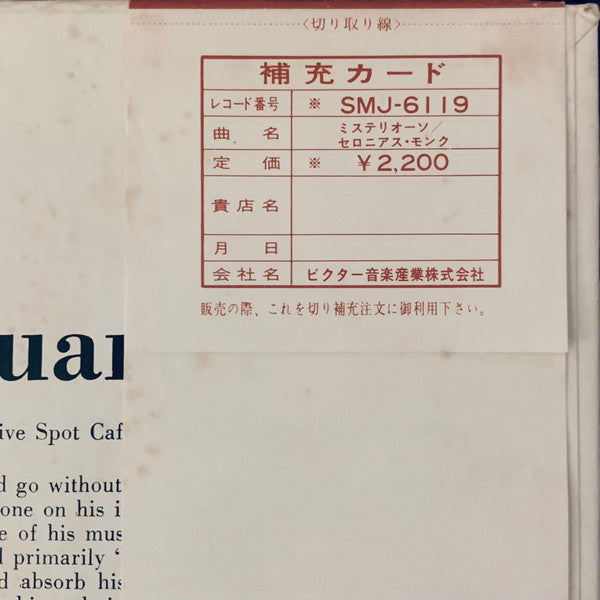 〈切り取り線〉
補充カード
レコード番号 ※ SMJ-6119
曲名 ミステリオーソ/
セロニアス・モンク
定価 ※ ¥2,200
貴店名
月日
会社名 ビクター音楽産業株式会社
販売の際、これを切り補充注文に御利用下さい。
uar
ive Spot Caf
d go without
one on his i
e of his mus
l primarily “
d absorb his